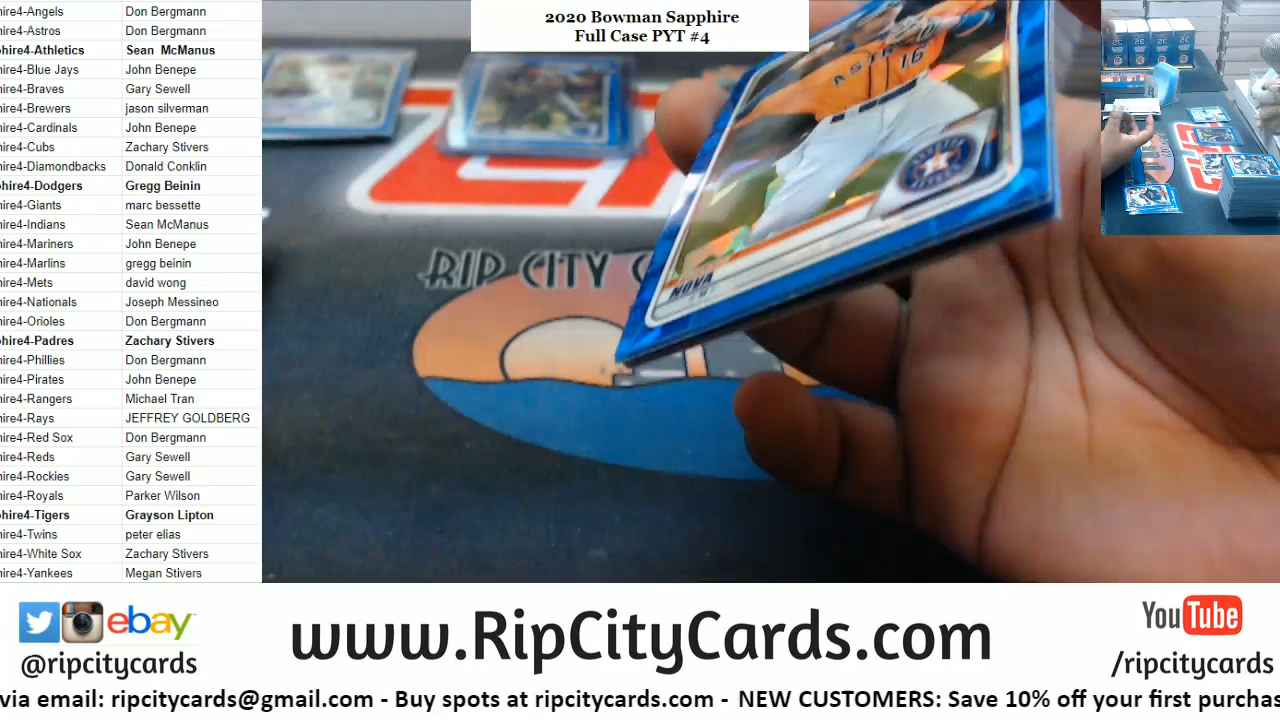 hire4-Angels Don Bergmann
hire4-Astros Don Bergmann
hire4-Athletics Sean McManus
hire4-Blue Jays John Benepe
hire4-Braves Gary Sewell
hire4-Brewers jason silverman
hire4-Cardinals John Benepe
hire4-Cubs Zachary Stivers
hire4-Diamondbacks Donald Conklin
hire4-Dodgers Gregg Beinin
hire4-Giants marc bessette
hire4-Indians Sean McManus
hire4-Mariners John Benepe
hire4-Marlins gregg beinin
hire4-Mets david wong
hire4-Nationals Joseph Messineo
hire4-Orioles Don Bergmann
hire4-Padres Zachary Stivers
hire4-Phillies Don Bergmann
hire4-Pirates John Benepe
hire4-Rangers Michael Tran
hire4-Rays JEFFREY GOLDBERG
hire4-Red Sox Don Bergmann
hire4-Reds Gary Sewell
hire4-Rockies Gary Sewell
hire4-Royals Parker Wilson
hire4-Tigers Grayson Lipton
hire4-Twins peter elias
hire4-White Sox Zachary Stivers
hire4-Yankees Megan Stivers
2020 Bowman Sapphire
Full Case PYT #4
16
NOVA
RIP CITY C
ebay
@ripcitycards
www.RipCityCards.com
YouTube
/ripcitycards
via email: ripcitycards@gmail.com - Buy spots at ripcitycards.com - NEW CUSTOMERS: Save 10% off your first purchas